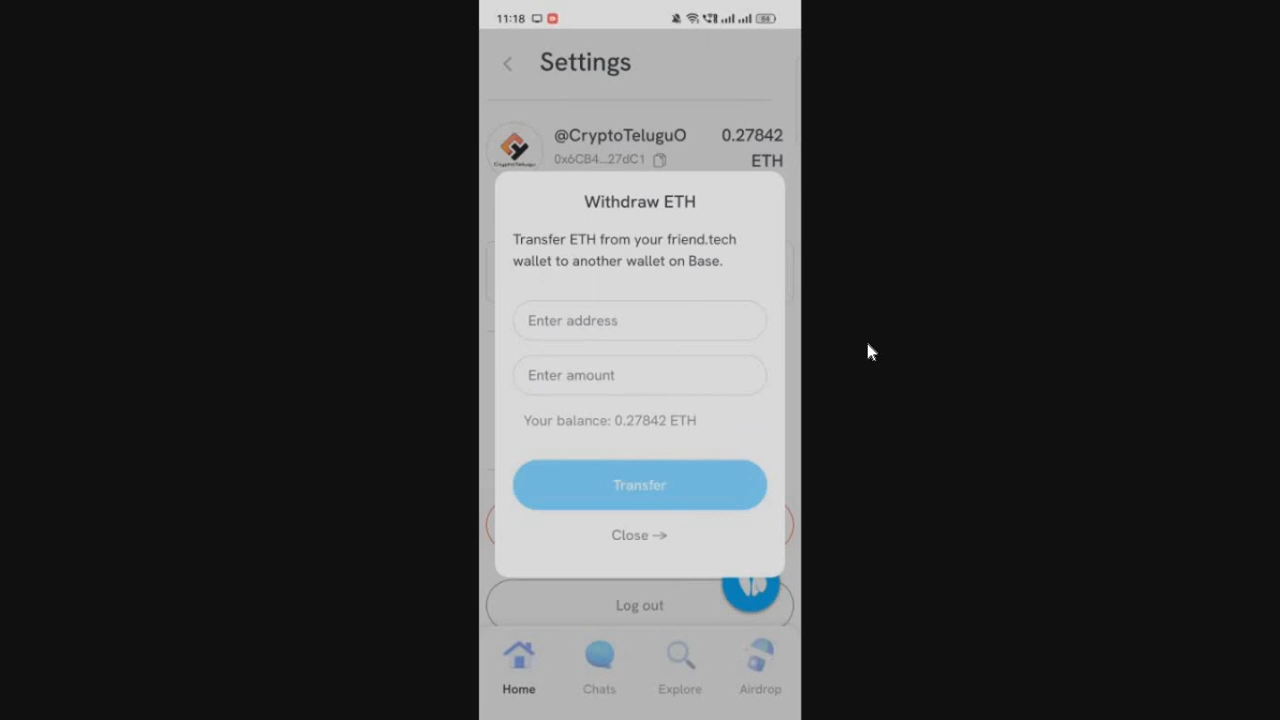 11:18
64
Settings
@CryptoTeluguO
0.27842
0x6CB4...27dC1
ETH
CryptoTelugu
Withdraw ETH
Transfer ETH from your friend.tech
wallet to another wallet on Base.
Enter address
Enter amount
Your balance: 0.27842 ETH
Transfer
Close →
Log out
Home
Chats
Explore
Airdrop